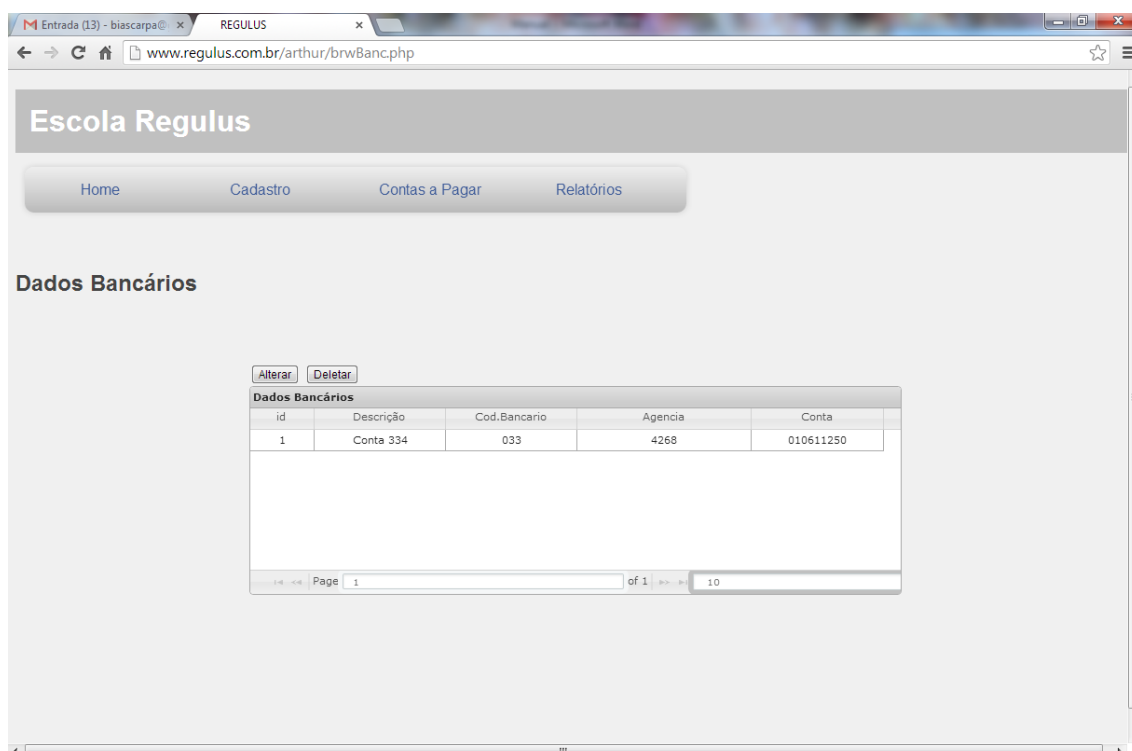 Entrada (13) - biascarpa@
REGULUS
www.regulus.com.br/arthur/brwBanc.php
Escola Regulus
Home Cadastro Contas a Pagar Relatórios
Dados Bancários
Alterar Deletar
Dados Bancários
id Descrição Cod.Bancario Agencia Conta
1 Conta 334 033 4268 010611250
Page 1 of 1 10